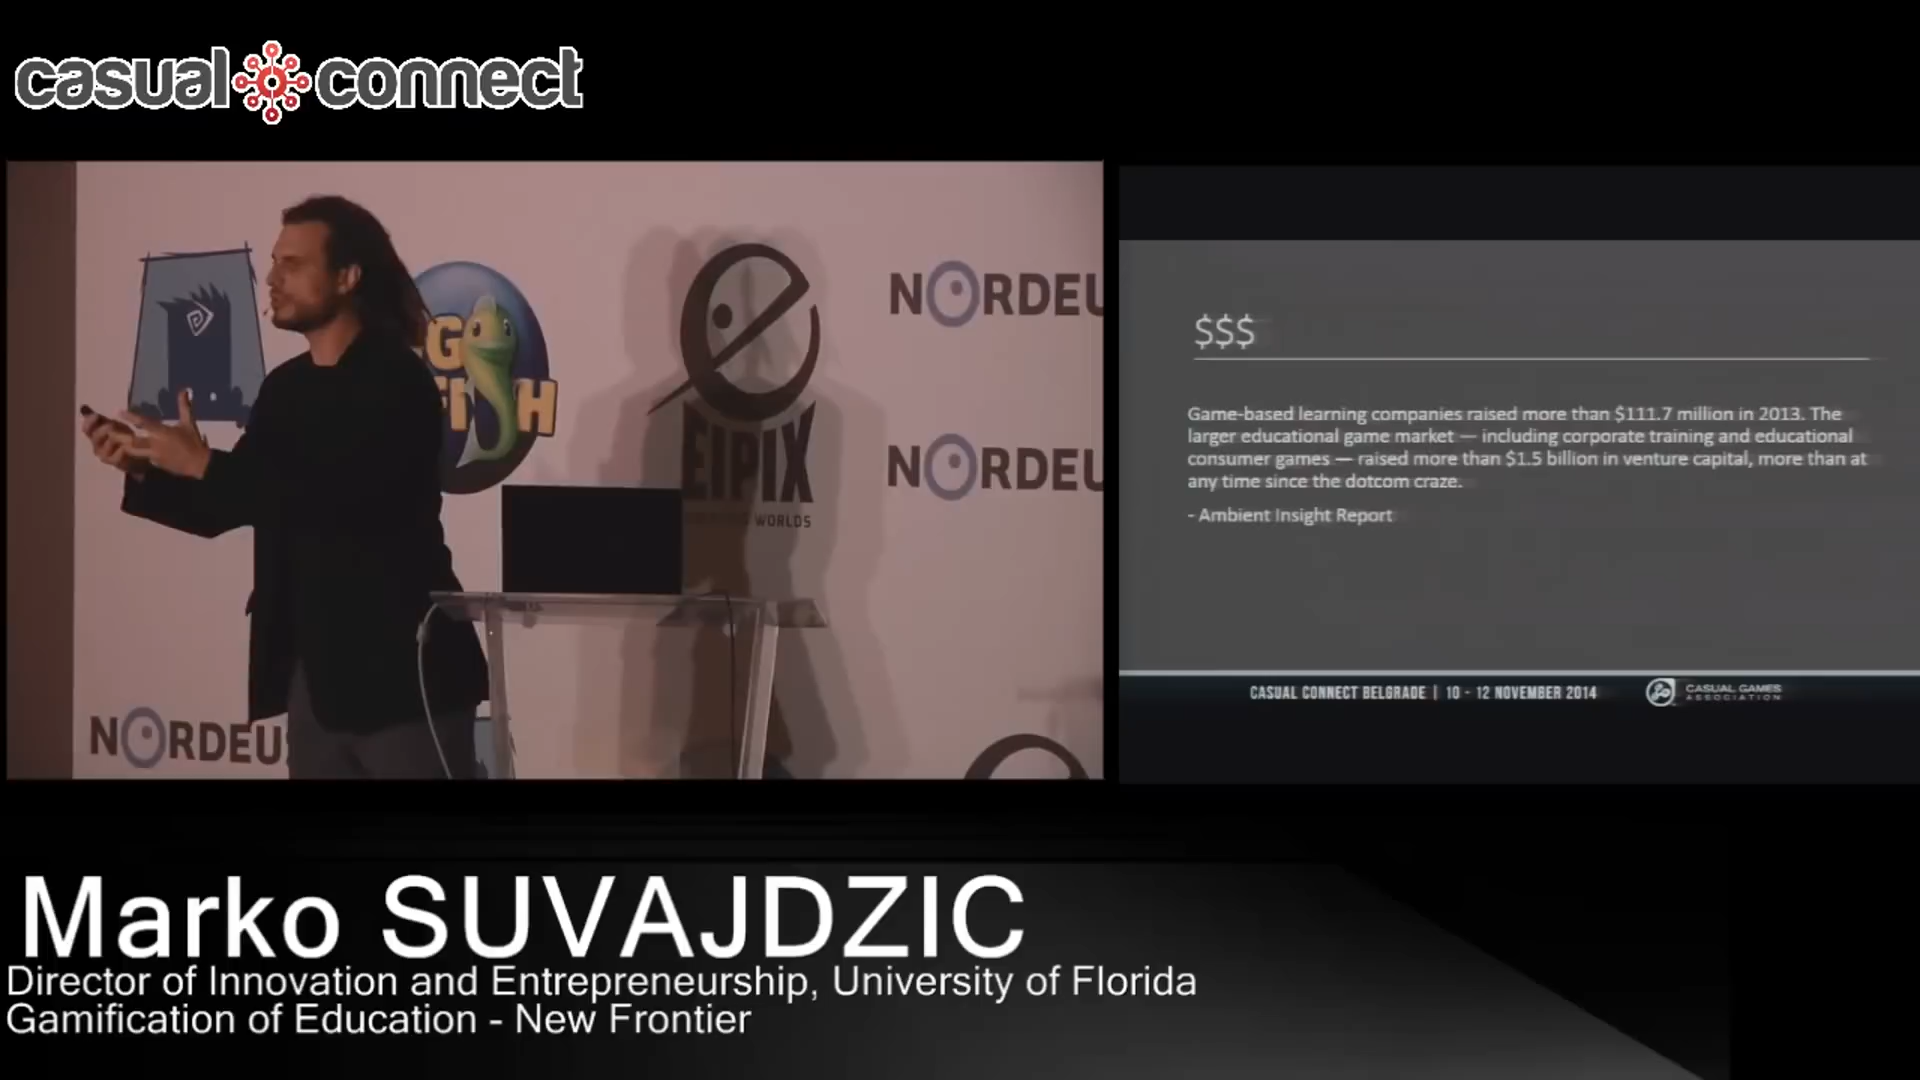 casual connect
NORDEU
NORDEU
EIPIX
WORLDS
NORDEU
$$$
Game-based learning companies raised more than $111.7 million in 2013. The
larger educational game market — including corporate training and educational
consumer games — raised more than $1.5 billion in venture capital, more than at
any time since the dotcom craze.
- Ambient Insight Report
CASUAL CONNECT BELGRADE | 10 - 12 NOVEMBER 2014
CASUAL GAMES
ASSOCIATION
Marko SUVAJDZIC
Director of Innovation and Entrepreneurship, University of Florida
Gamification of Education - New Frontier